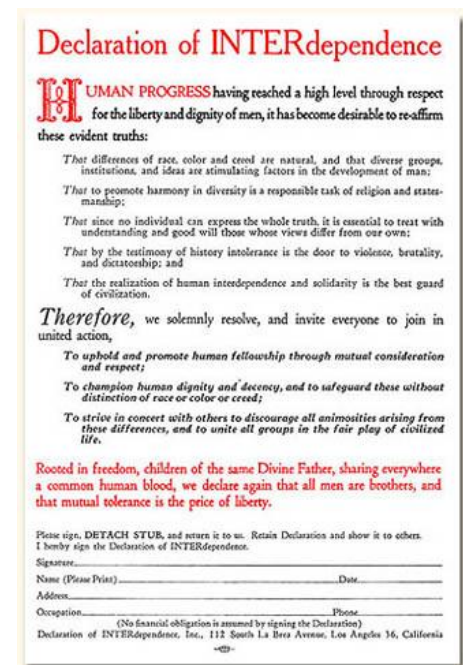 Declaration of INTERdependence
HUMAN PROGRESS having reached a high level through respect
for the liberty and dignity of men, it has become desirable to re-affirm
these evident truths:
That differences of race, color and creed are natural, and that diverse groups,
institutions, and ideas are stimulating factors in the development of man;
That to promote harmony in diversity is a responsible task of religion and states-
manship;
That since no individual can express the whole truth, it is essential to treat with
understanding and good will those whose views differ from our own;
That by the testimony of history intolerance is the door to violence, brutality,
and dictatorship; and
That the realization of human interdependence and solidarity is the best guard
of civilization.
Therefore, we solemnly resolve, and invite everyone to join in
united action,
To uphold and promote human fellowship through mutual consideration
and respect;
To champion human dignity and decency, and to safeguard these without
distinction of race or color or creed;
To strive in concert with others to discourage all animosities arising from
these differences, and to unite all groups in the fair play of civilized
life.
Rooted in freedom, children of the same Divine Father, sharing everywhere
a common human blood, we declare again that all men are brothers, and
that mutual tolerance is the price of liberty.
Please sign, DETACH STUB, and return it to us. Retain Declaration and show it to others.
I hereby sign the Declaration of INTERdependence.
Signature
Name (Please Print) Date
Address
Occupation Phone
(No financial obligation is assumed by signing the Declaration)
Declaration of INTERdependence, Inc., 112 South La Brea Avenue, Los Angeles 36, California